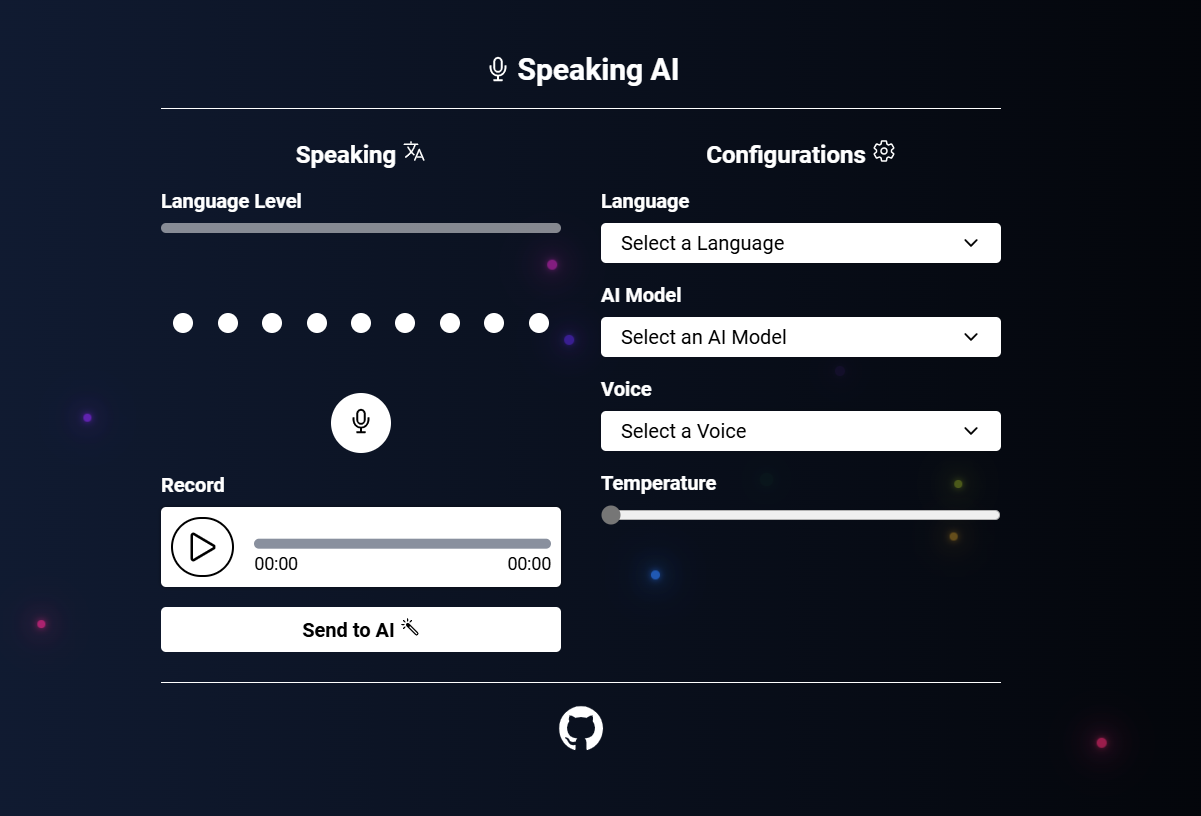 Speaking AI
Speaking
Language Level
Record
00:00 00:00
Send to AI
Configurations
Language
Select a Language
AI Model
Select an AI Model
Voice
Select a Voice
Temperature